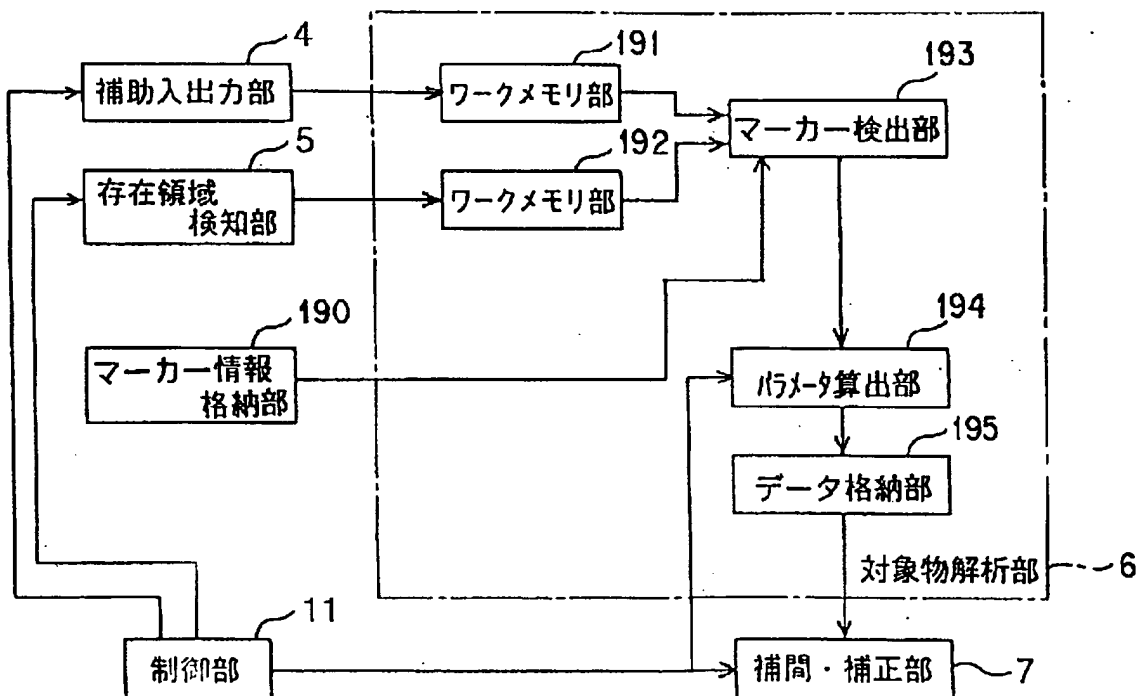 4
補助入出力部
5
存在領域
検知部
190
マーカー情報
格納部
191
ワークメモリ部
192
ワークメモリ部
193
マーカー検出部
194
パラメータ算出部
195
データ格納部
対象物解析部
6
11
制御部
補間・補正部
7